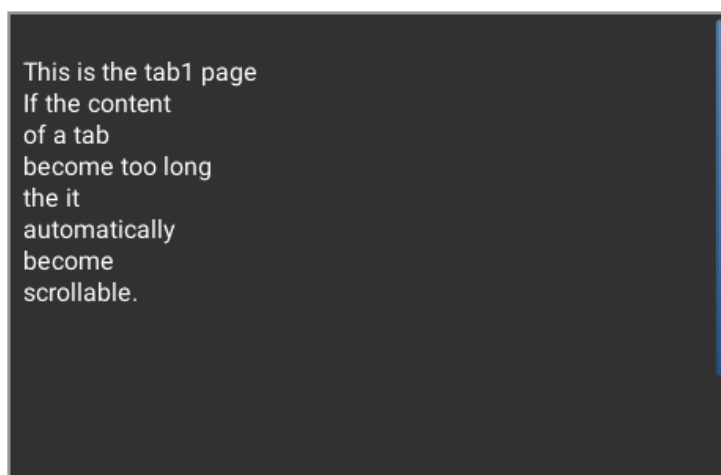 This is the tab1 page
If the content
of a tab
become too long
the it
automatically
become
scrollable.